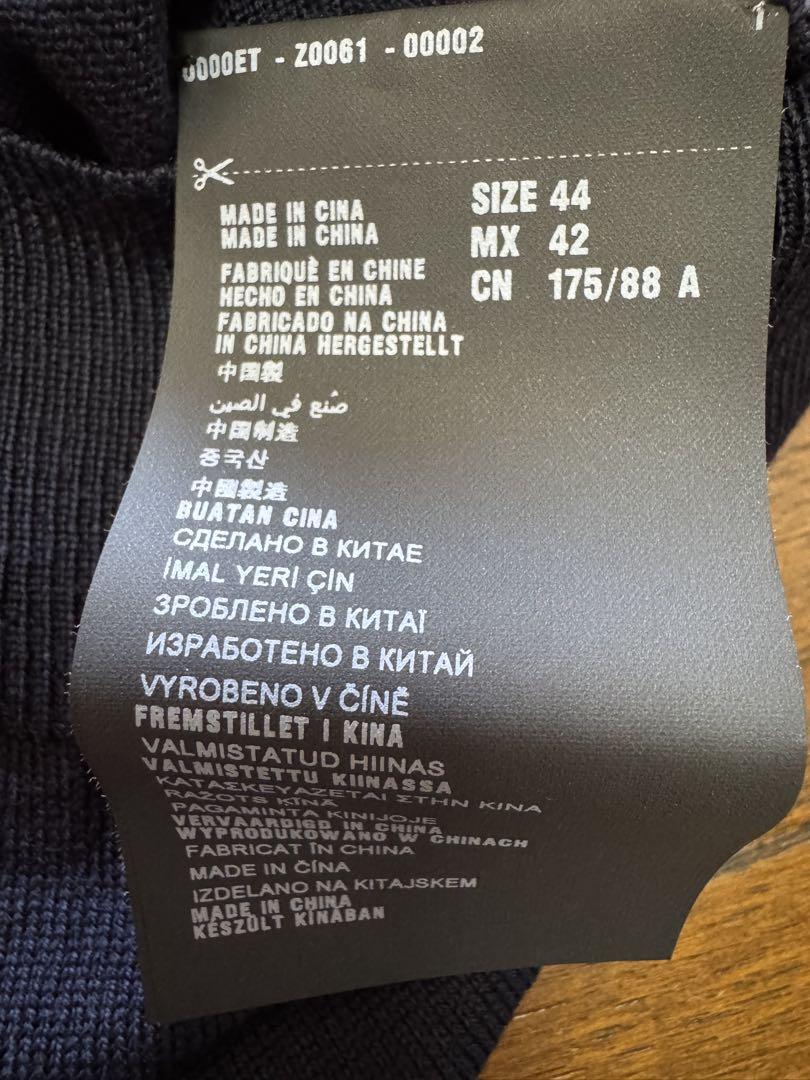 0000ET - Z0061 - 00002
1
MADE IN CINA
MADE IN CHINA
FABRIQUÈ EN CHINE
HECHO EN CHINA
FABRICADO NA CHINA
IN CHINA HERGESTELLT
中国製
صُنع في الصين
中国制造
중국산
中國製造
BUATAN CINA
СДЕЛАНО В КИТАЕ
İMAL YERİ ÇİN
ЗРОБЛЕНО В КИТАЇ
ИЗРАБОТЕНО В КИТАЙ
VYROBENO V ČÍNĚ
FREMSTILLET I KINA
VALMISTATUD HIINAS
VALMISTETTU KIINASSA
ΚΑΤΑΣΚΕΥΑΖΕΤΑΙ ΣΤΗΝ ΚΙΝΑ
RAŽOTS ĶĪNĀ
PAGAMINTA KINIJOJE
VERVAARDIGD IN CHINA
WYPRODUKOWANO W CHINACH
FABRICAT ÎN CHINA
MADE IN ČÍNA
IZDELANO NA KITAJSKEM
MADE IN CHINA
KÉSZÜLT KÍNÁBAN
SIZE 44
MX 42
CN 175/88 A